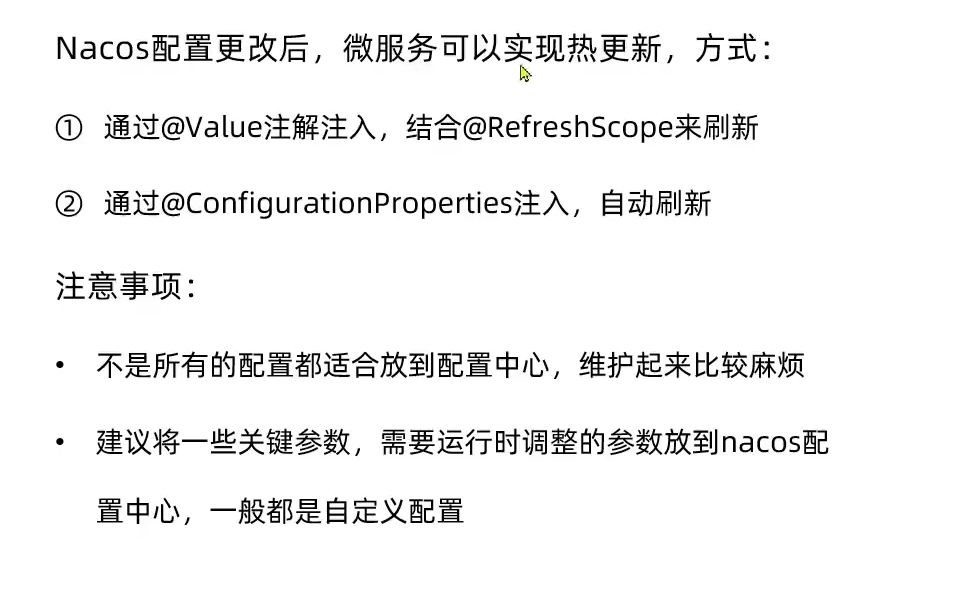 Nacos配置更改后，微服务可以实现热更新，方式：
① 通过@Value注解注入，结合@RefreshScope来刷新
② 通过@ConfigurationProperties注入，自动刷新
注意事项：
• 不是所有的配置都适合放到配置中心，维护起来比较麻烦
• 建议将一些关键参数，需要运行时调整的参数放到nacos配
置中心，一般都是自定义配置